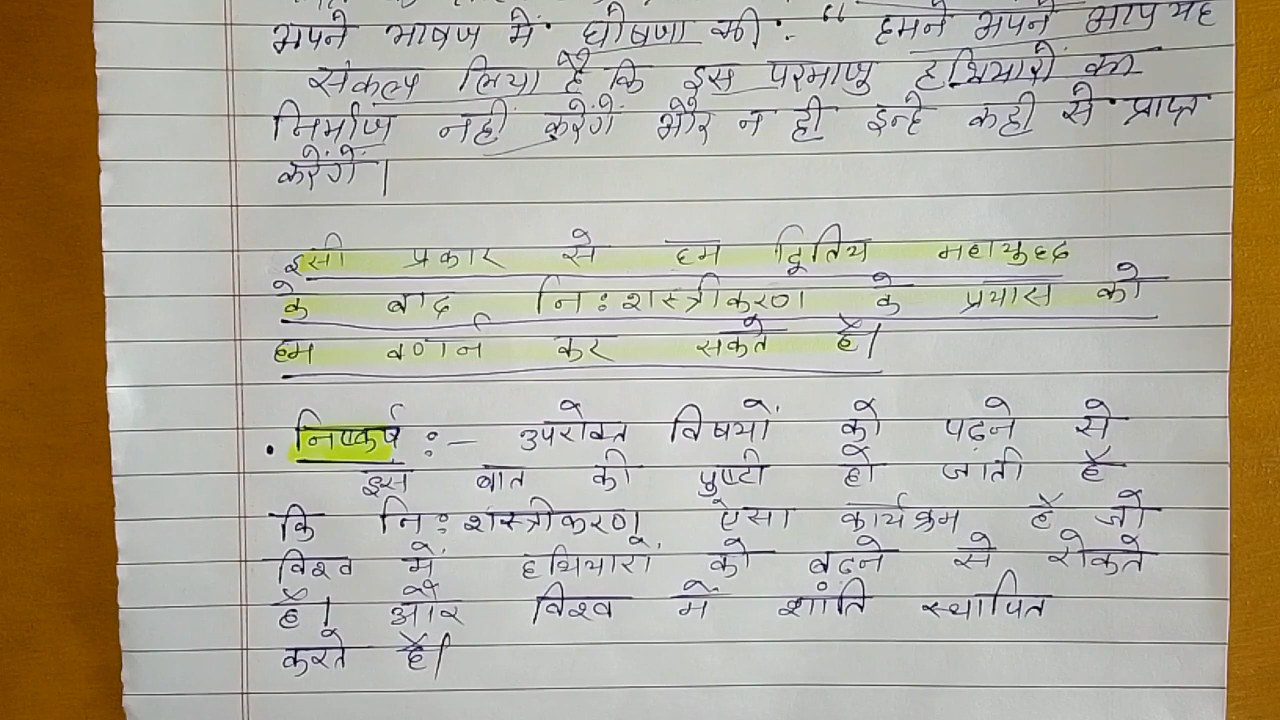 अपने भाषण में घोषणा की : " हमने अपने आप यह
संकल्प लिया है कि इस परमाणु हथियारों का
निर्माण नहीं करेंगें और न ही इन्हे कही से प्राप्त
करेंगें।
इसी प्रकार से हम द्वितिय महायुध्द
के बाद निःशस्त्रीकरण के प्रयास को
हम वर्णान कर सकते है।
• निष्कर्ष :- उपरोक्त विषयों को पढ़ने से
इस बात की पुष्टी हो जाती है
कि निःशस्त्रीकरण ऐसा कार्यक्रम है जो
विश्व में हथियारों को बढ़ने से रोकते
है। और विश्व में शांति स्थापित
करते है।